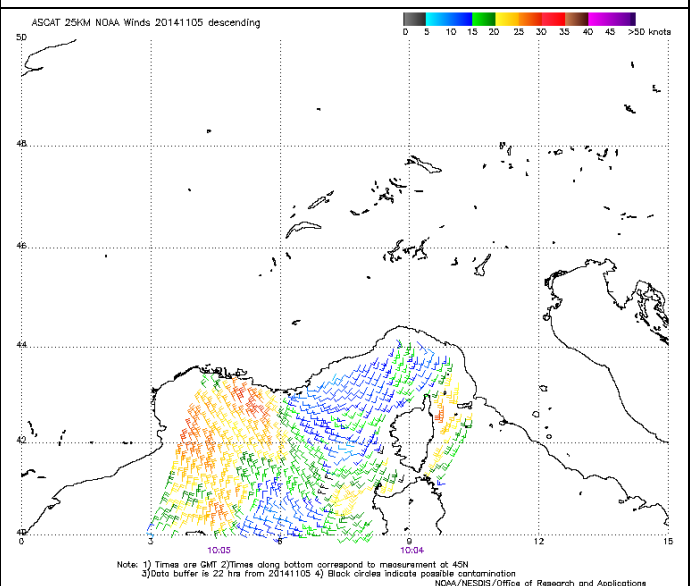 ASCAT 25KM NOAA Winds 20141105 descending
0 5 10 15 20 25 30 35 40 45 >50 knots
50
48
46
44
42
40
0 3 6 9 12 15
10:05 10:04
Note: 1) Times are GMT 2)Times along bottom correspond to measurement at 45N
3)Data buffer is 22 hrs from 20141105 4) Black circles indicate possible contamination
NOAA/NESDIS/Office of Research and Applications